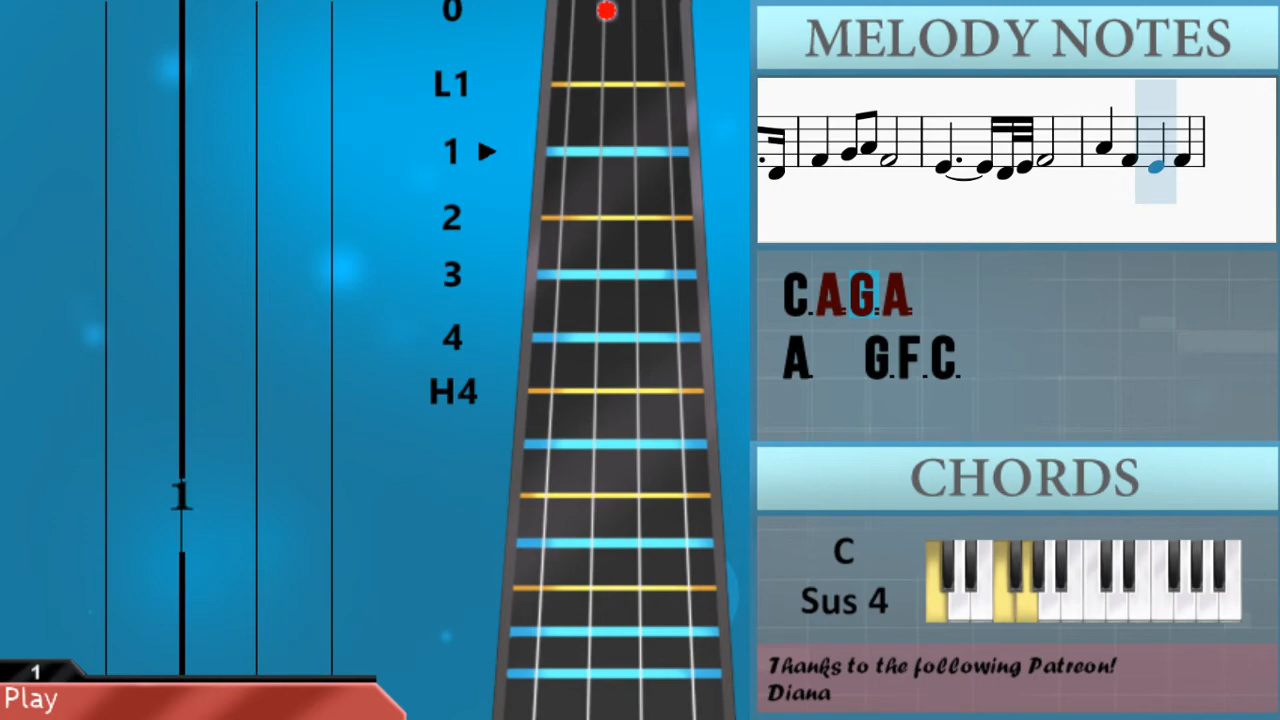 0
L1
1
2
3
4
H4
1
1
Play
MELODY NOTES
C.A.G.A
A. G.F.C.
CHORDS
C
Sus 4
Thanks to the following Patreon!
Diana